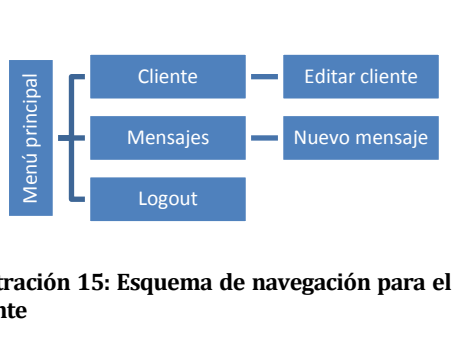 Menú principal
Cliente
Editar cliente
Mensajes
Nuevo mensaje
Logout
tración 15: Esquema de navegación para el
nte